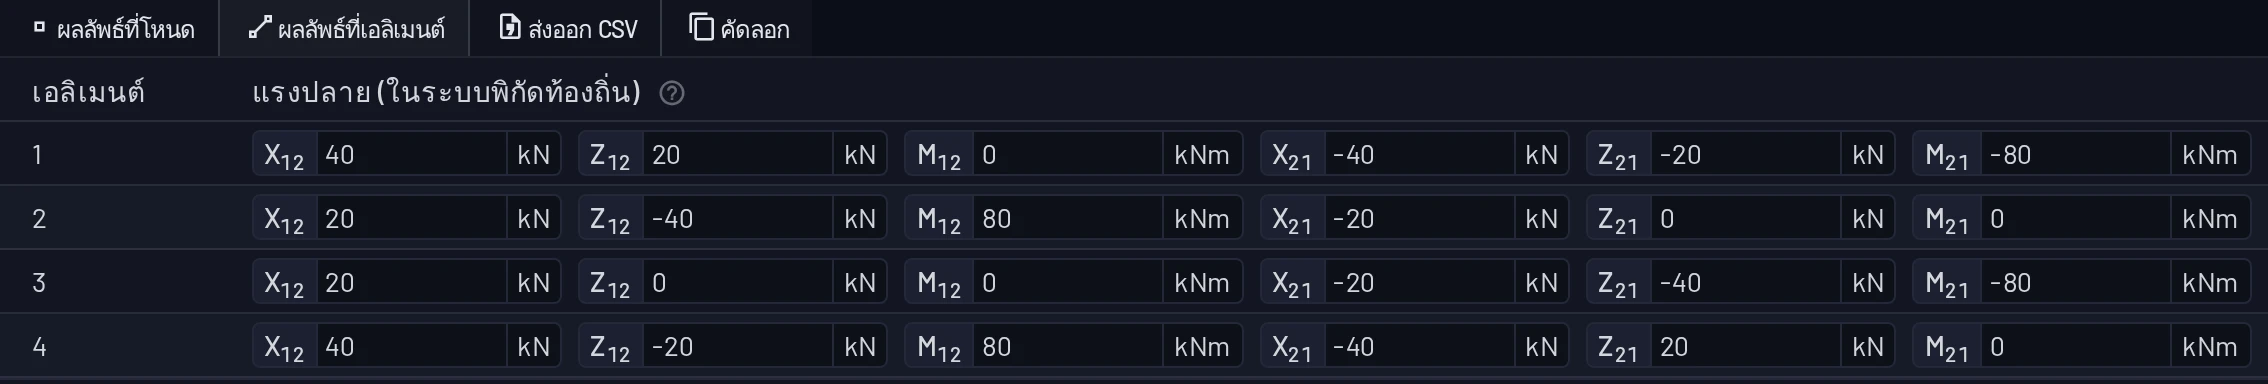 ผลลัพธ์ที่โหนด ผลลัพธ์ที่เอลิเมนต์ ส่งออก CSV คัดลอก
เอลิเมนต์ แรงปลาย (ในระบบพิกัดท้องถิ่น) ?
1 X12 40 kN Z12 20 kN M12 0 kNm X21 -40 kN Z21 -20 kN M21 -80 kNm
2 X12 20 kN Z12 -40 kN M12 80 kNm X21 -20 kN Z21 0 kN M21 0 kNm
3 X12 20 kN Z12 0 kN M12 0 kNm X21 -20 kN Z21 -40 kN M21 -80 kNm
4 X12 40 kN Z12 -20 kN M12 80 kNm X21 -40 kN Z21 20 kN M21 0 kNm